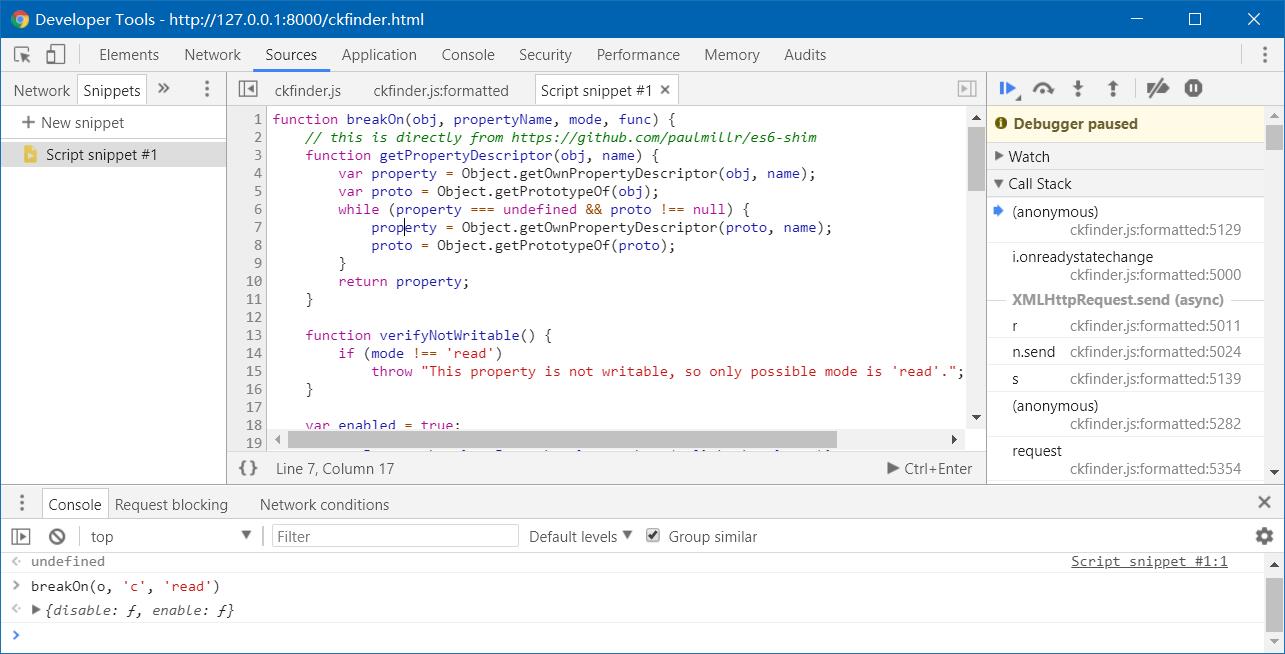 Developer Tools - http://127.0.0.1:8000/ckfinder.html
Elements Network Sources Application Console Security Performance Memory Audits
Network Snippets »
+ New snippet
Script snippet #1
ckfinder.js ckfinder.js:formatted Script snippet #1 ×
1 function breakOn(obj, propertyName, mode, func) {
2 // this is directly from https://github.com/paulmillr/es6-shim
3 function getPropertyDescriptor(obj, name) {
4 var property = Object.getOwnPropertyDescriptor(obj, name);
5 var proto = Object.getPrototypeOf(obj);
6 while (property === undefined && proto !== null) {
7 property = Object.getOwnPropertyDescriptor(proto, name);
8 proto = Object.getPrototypeOf(proto);
9 }
10 return property;
11 }
12
13 function verifyNotWritable() {
14 if (mode !== 'read')
15 throw "This property is not writable, so only possible mode is 'read'.";
16 }
17
18 var enabled = true;
19
{} Line 7, Column 17 Ctrl+Enter
Debugger paused
Watch
Call Stack
(anonymous)
ckfinder.js:formatted:5129
i.onreadystatechange
ckfinder.js:formatted:5000
XMLHttpRequest.send (async)
r ckfinder.js:formatted:5011
n.send ckfinder.js:formatted:5024
s ckfinder.js:formatted:5139
(anonymous)
ckfinder.js:formatted:5282
request
ckfinder.js:formatted:5354
Console Request blocking Network conditions
top Filter Default levels Group similar
undefined Script snippet #1:1
breakOn(o, 'c', 'read')
{disable: ƒ, enable: ƒ}